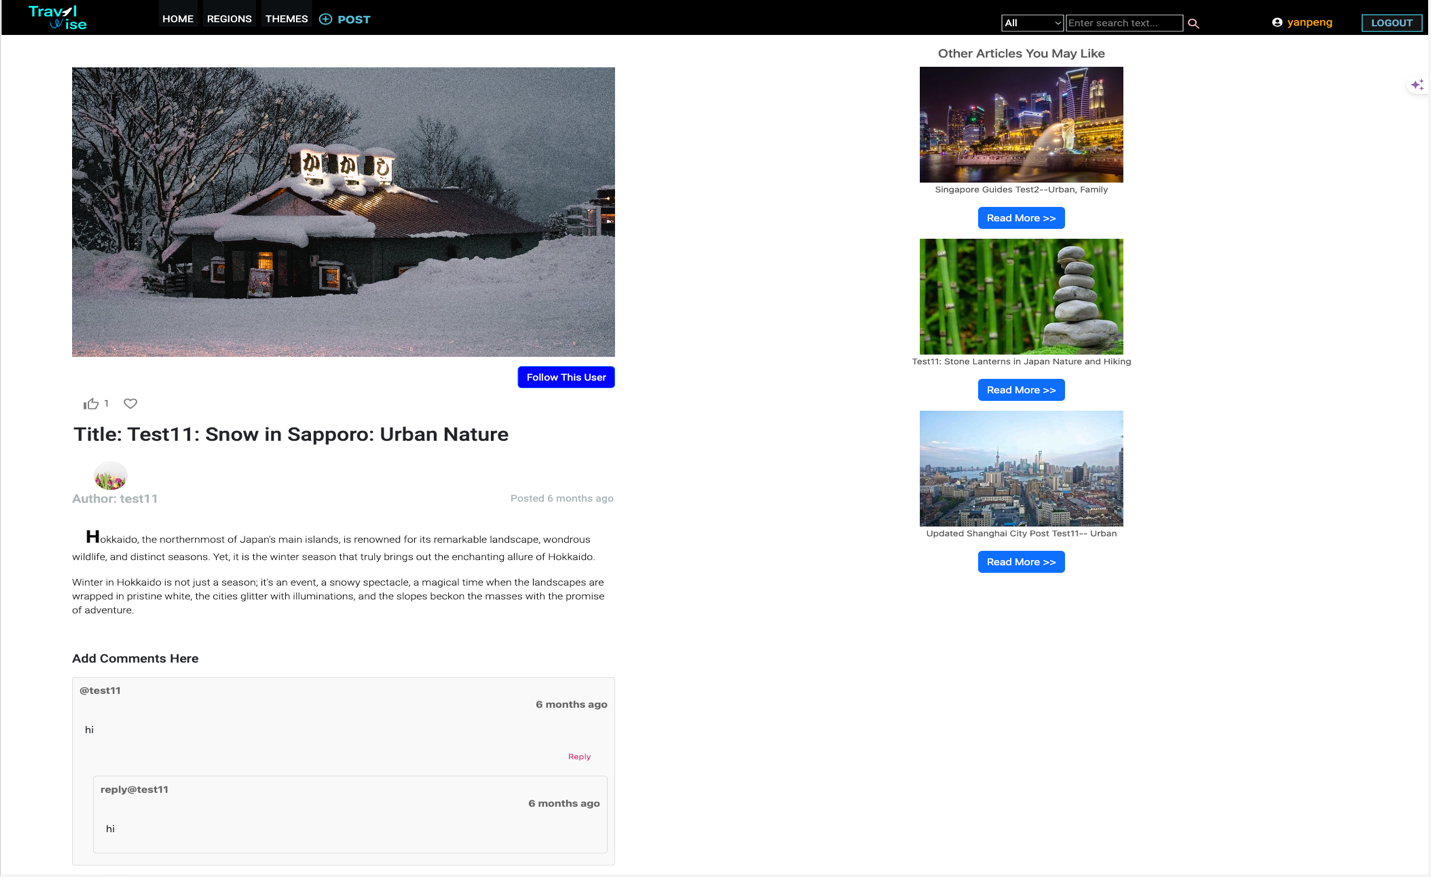 Travel
Wise
HOME
REGIONS
THEMES
POST
All
Enter search text...
yanpeng
LOGOUT
かかし
Follow This User
1
Title: Test11: Snow in Sapporo: Urban Nature
Author: test11
Posted 6 months ago
Hokkaido, the northernmost of Japan's main islands, is renowned for its remarkable landscape, wondrous
wildlife, and distinct seasons. Yet, it is the winter season that truly brings out the enchanting allure of Hokkaido.
Winter in Hokkaido is not just a season; it's an event, a snowy spectacle, a magical time when the landscapes are
wrapped in pristine white, the cities glitter with illuminations, and the slopes beckon the masses with the promise
of adventure.
Add Comments Here
@test11
6 months ago
hi
Reply
reply@test11
6 months ago
hi
Other Articles You May Like
Singapore Guides Test2--Urban, Family
Read More >>
Test11: Stone Lanterns in Japan Nature and Hiking
Read More >>
Updated Shanghai City Post Test11-- Urban
Read More >>